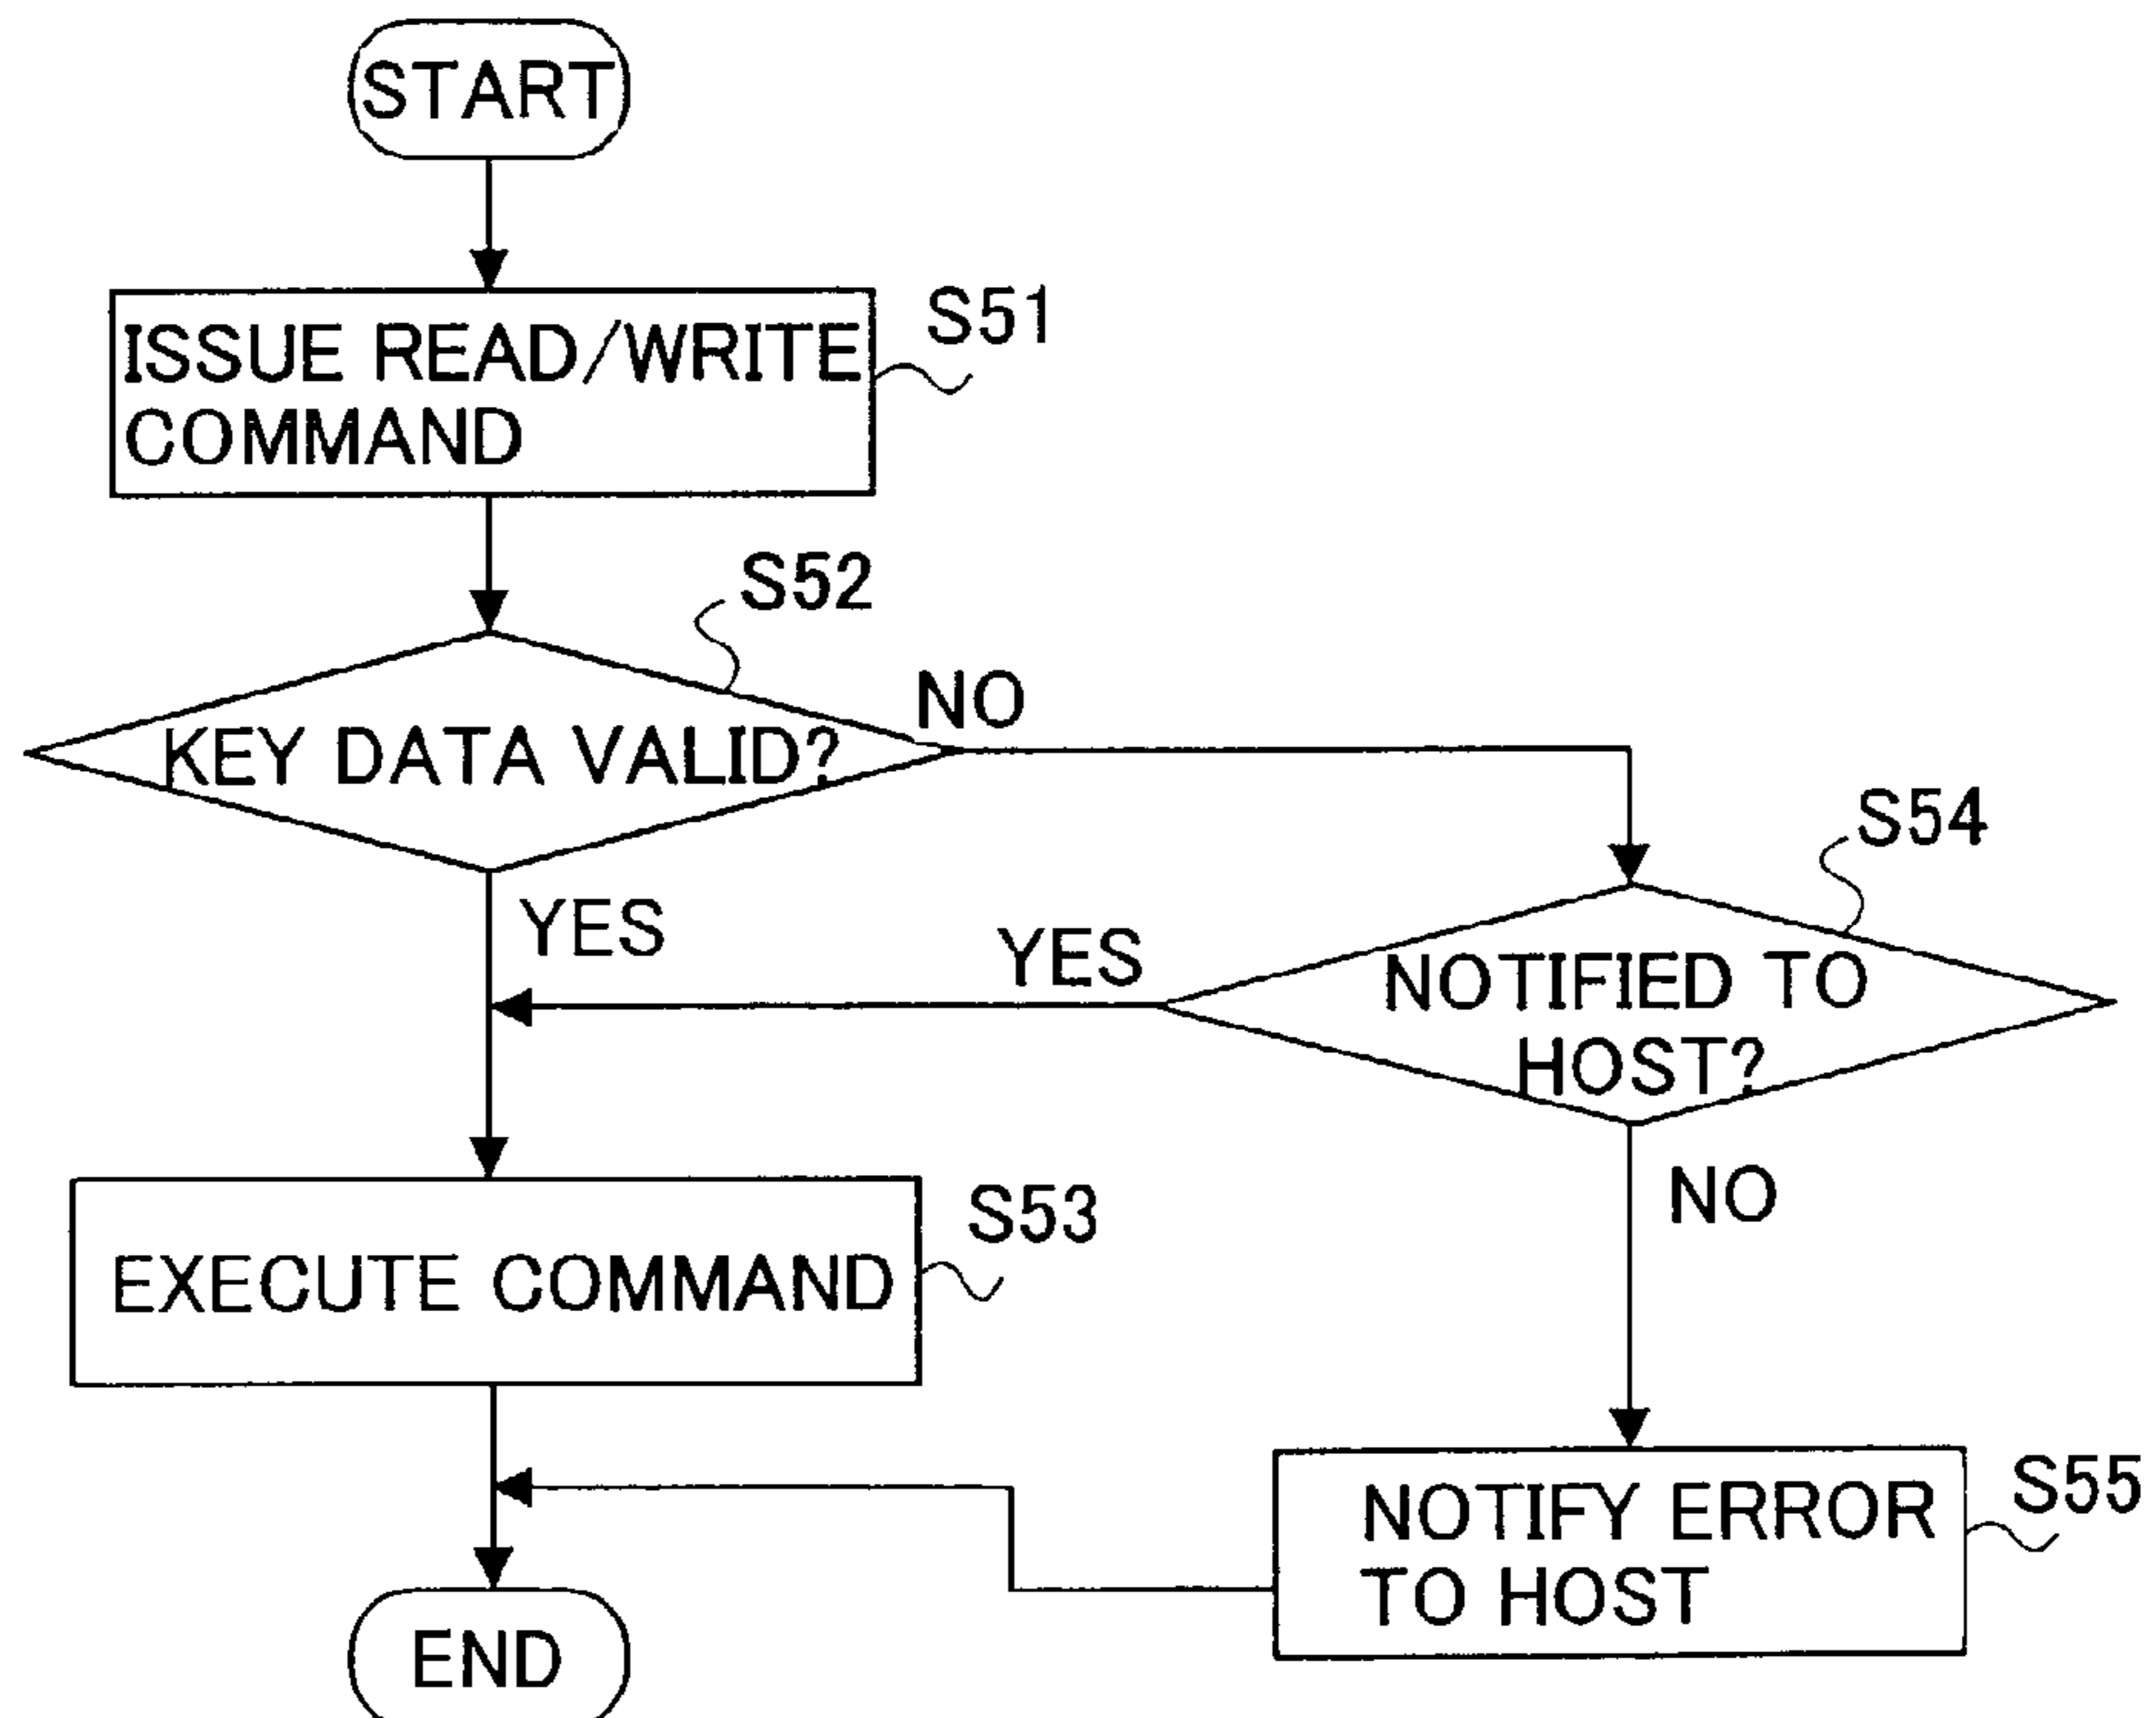 START
ISSUE READ/WRITE
COMMAND
S51
S52
KEY DATA VALID?
NO
YES
S54
NOTIFIED TO
HOST?
YES
NO
EXECUTE COMMAND
S53
NOTIFY ERROR
TO HOST
S55
END